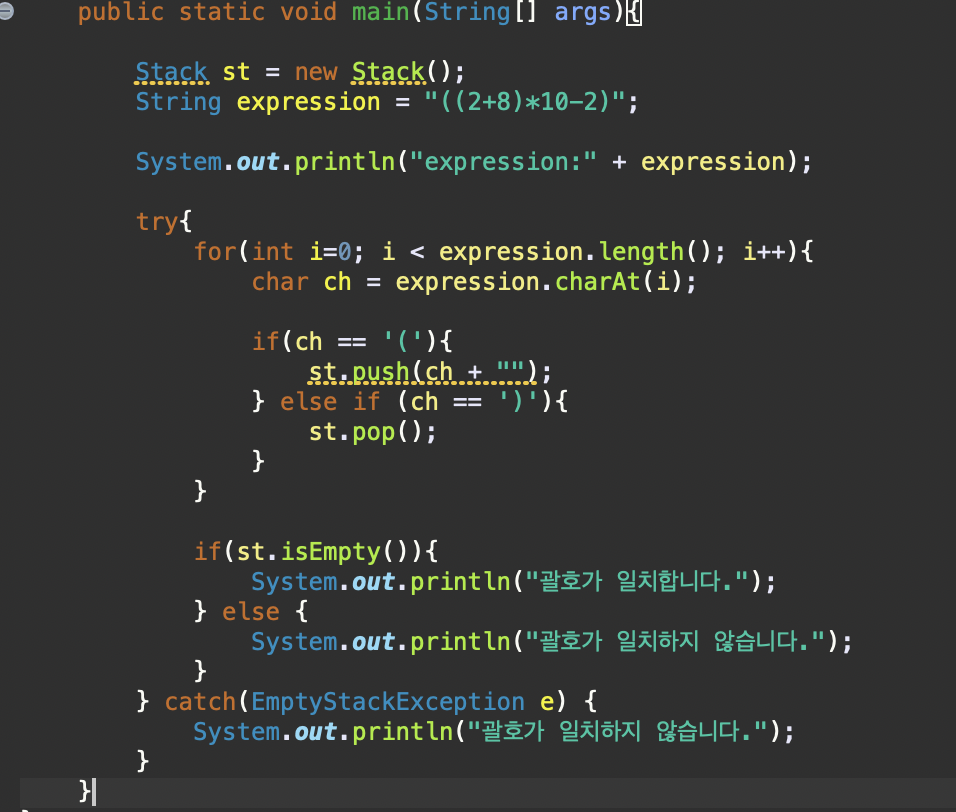 public static void main(String[] args){
Stack st = new Stack();
String expression = "((2+8)*10-2)";
System.out.println("expression:" + expression);
try{
for(int i=0; i < expression.length(); i++){
char ch = expression.charAt(i);
if(ch == '('){
st.push(ch + "");
} else if (ch == ')'){
st.pop();
}
}
if(st.isEmpty()){
System.out.println("괄호가 일치합니다.");
} else {
System.out.println("괄호가 일치하지 않습니다.");
}
} catch(EmptyStackException e) {
System.out.println("괄호가 일치하지 않습니다.");
}
}